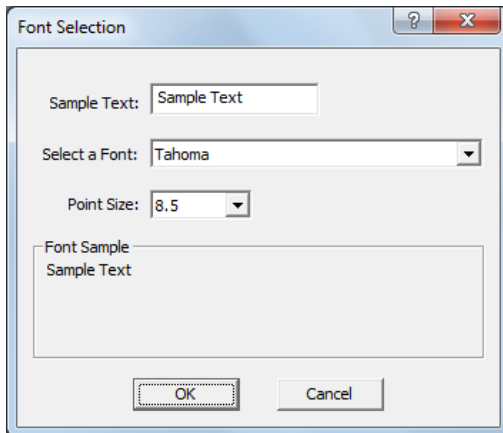 Font Selection
Sample Text: Sample Text
Select a Font: Tahoma
Point Size: 8.5
Font Sample
Sample Text
OK Cancel